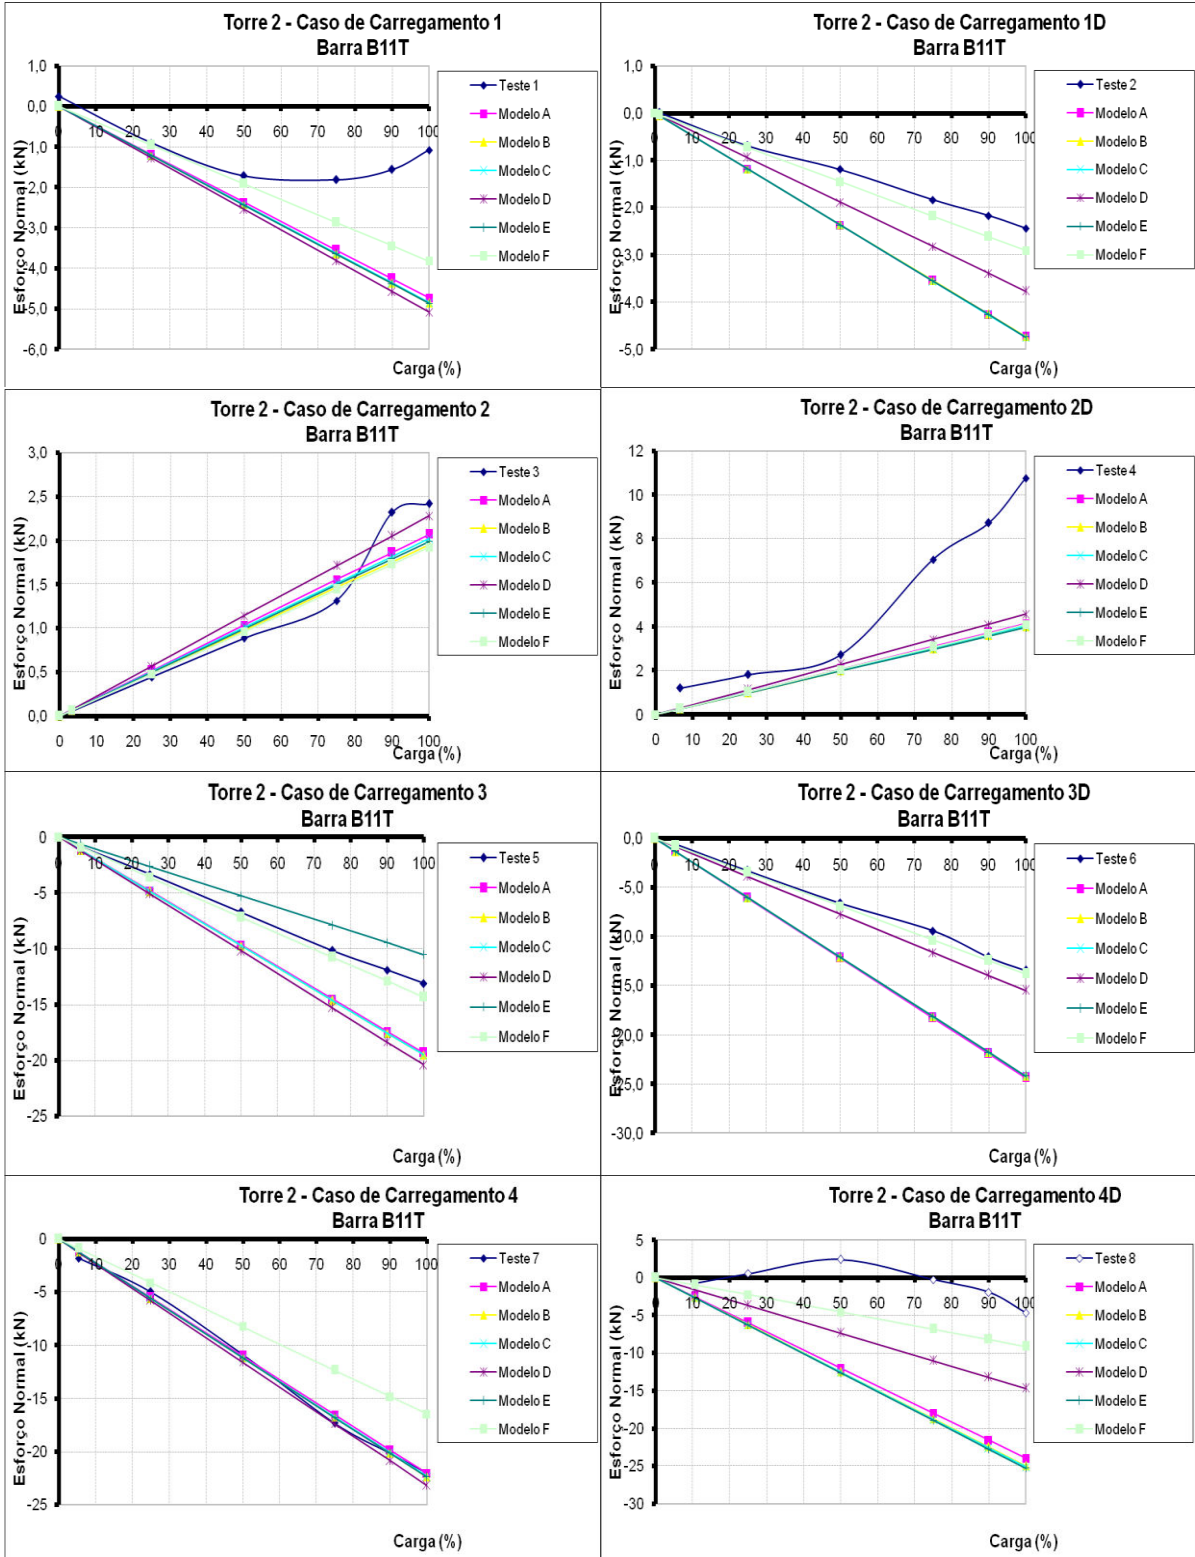 Torre 2 - Caso de Carregamento 1
Barra B11T
1,0
0,0
-1,0
-2,0
-3,0
-4,0
-5,0
-6,0
0 10 20 30 40 50 60 70 80 90 100
Esforço Normal (kN)
Carga (%)
Teste 1
Modelo A
Modelo B
Modelo C
Modelo D
Modelo E
Modelo F
Torre 2 - Caso de Carregamento 1D
Barra B11T
1,0
0,0
-1,0
-2,0
-3,0
-4,0
-5,0
0 10 20 30 40 50 60 70 80 90 100
Esforço Normal (kN)
Carga (%)
Teste 2
Modelo A
Modelo B
Modelo C
Modelo D
Modelo E
Modelo F
Torre 2 - Caso de Carregamento 2
Barra B11T
3,0
2,5
2,0
1,5
1,0
0,5
0,0
0 10 20 30 40 50 60 70 80 90 100
Esforço Normal (kN)
Carga (%)
Teste 3
Modelo A
Modelo B
Modelo C
Modelo D
Modelo E
Modelo F
Torre 2 - Caso de Carregamento 2D
Barra B11T
12
10
8
6
4
2
0
0 10 20 30 40 50 60 70 80 90 100
Esforço Normal (kN)
Carga (%)
Teste 4
Modelo A
Modelo B
Modelo C
Modelo D
Modelo E
Modelo F
Torre 2 - Caso de Carregamento 3
Barra B11T
0
-5
-10
-15
-20
-25
0 10 20 30 40 50 60 70 80 90 100
Esforço Normal (kN)
Carga (%)
Teste 5
Modelo A
Modelo B
Modelo C
Modelo D
Modelo E
Modelo F
Torre 2 - Caso de Carregamento 3D
Barra B11T
0,0
-5,0
-10,0
-15,0
-20,0
-25,0
-30,0
0 10 20 30 40 50 60 70 80 90 100
Esforço Normal (kN)
Carga (%)
Teste 6
Modelo A
Modelo B
Modelo C
Modelo D
Modelo E
Modelo F
Torre 2 - Caso de Carregamento 4
Barra B11T
0
-5
-10
-15
-20
-25
0 10 20 30 40 50 60 70 80 90 100
Esforço Normal (kN)
Carga (%)
Teste 7
Modelo A
Modelo B
Modelo C
Modelo D
Modelo E
Modelo F
Torre 2 - Caso de Carregamento 4D
Barra B11T
5
0
-5
-10
-15
-20
-25
-30
0 10 20 30 40 50 60 70 80 90 100
Esforço Normal (kN)
Carga (%)
Teste 8
Modelo A
Modelo B
Modelo C
Modelo D
Modelo E
Modelo F